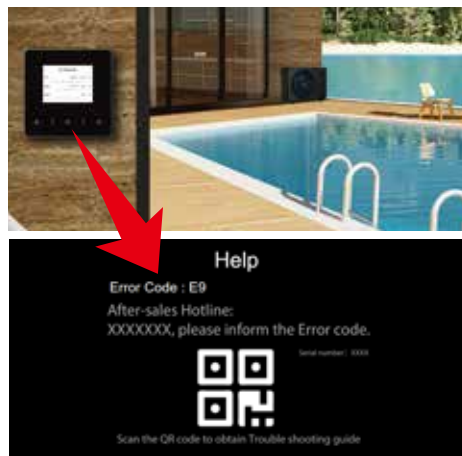 Help
Error Code : E9
After-sales Hotline:
XXXXXXX, please inform the Error code.
Serial number: XXXX
Scan the QR code to obtain Trouble shooting guide